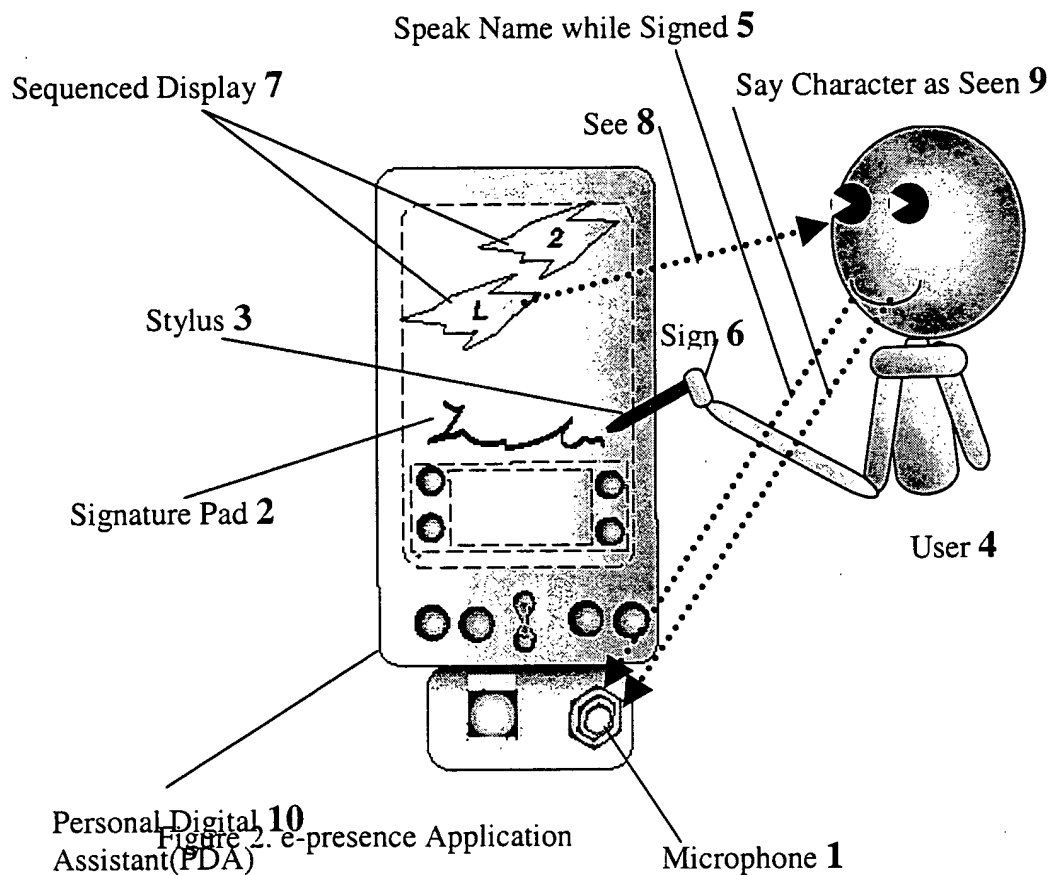 Speak Name while Signed 5
Sequenced Display 7
Say Character as Seen 9
See 8
2
L
Stylus 3
Sign 6
Signature Pad 2
User 4
Personal Digital 10
Assistant(PDA)
Figure 2. e-presence Application
Microphone 1